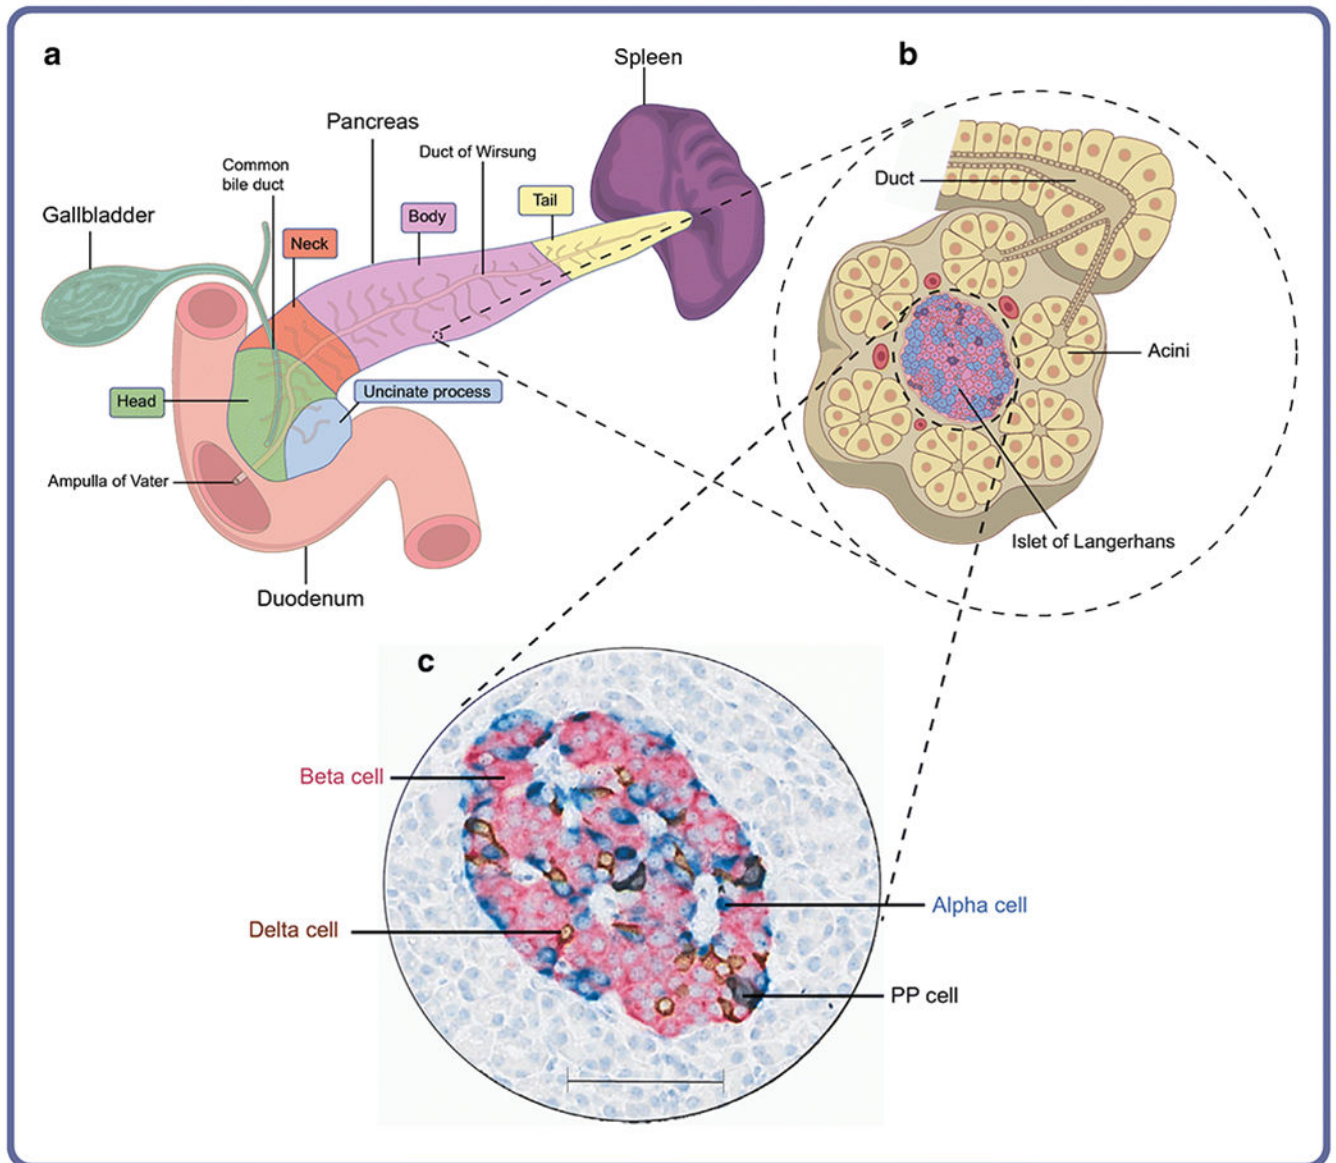 a
Spleen
b
Pancreas
Common
bile duct
Duct of Wirsung
Duct
Tail
Gallbladder
Body
Neck
Acini
Uncinate process
Head
Ampulla of Vater
Islet of Langerhans
Duodenum
c
Beta cell
Alpha cell
Delta cell
PP cell